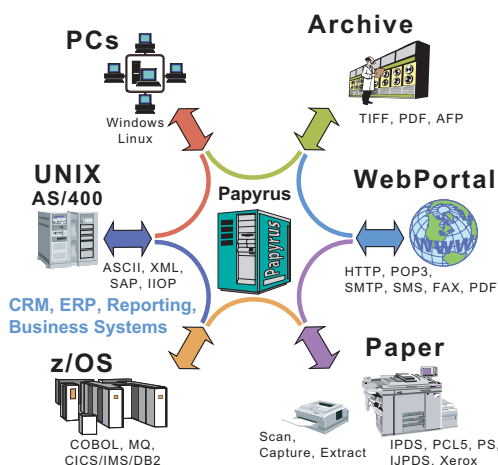 PCs
Windows
Linux
Archive
TIFF, PDF, AFP
UNIX
AS/400
ASCII, XML,
SAP, IIOP
CRM, ERP, Reporting,
Business Systems
Papyrus
Papyrus
WebPortal
WWW
HTTP, POP3,
SMTP, SMS, FAX, PDF
z/OS
COBOL, MQ,
CICS/IMS/DB2
Paper
Scan,
Capture, Extract
IPDS, PCL5, PS,
IJPDS, Xerox